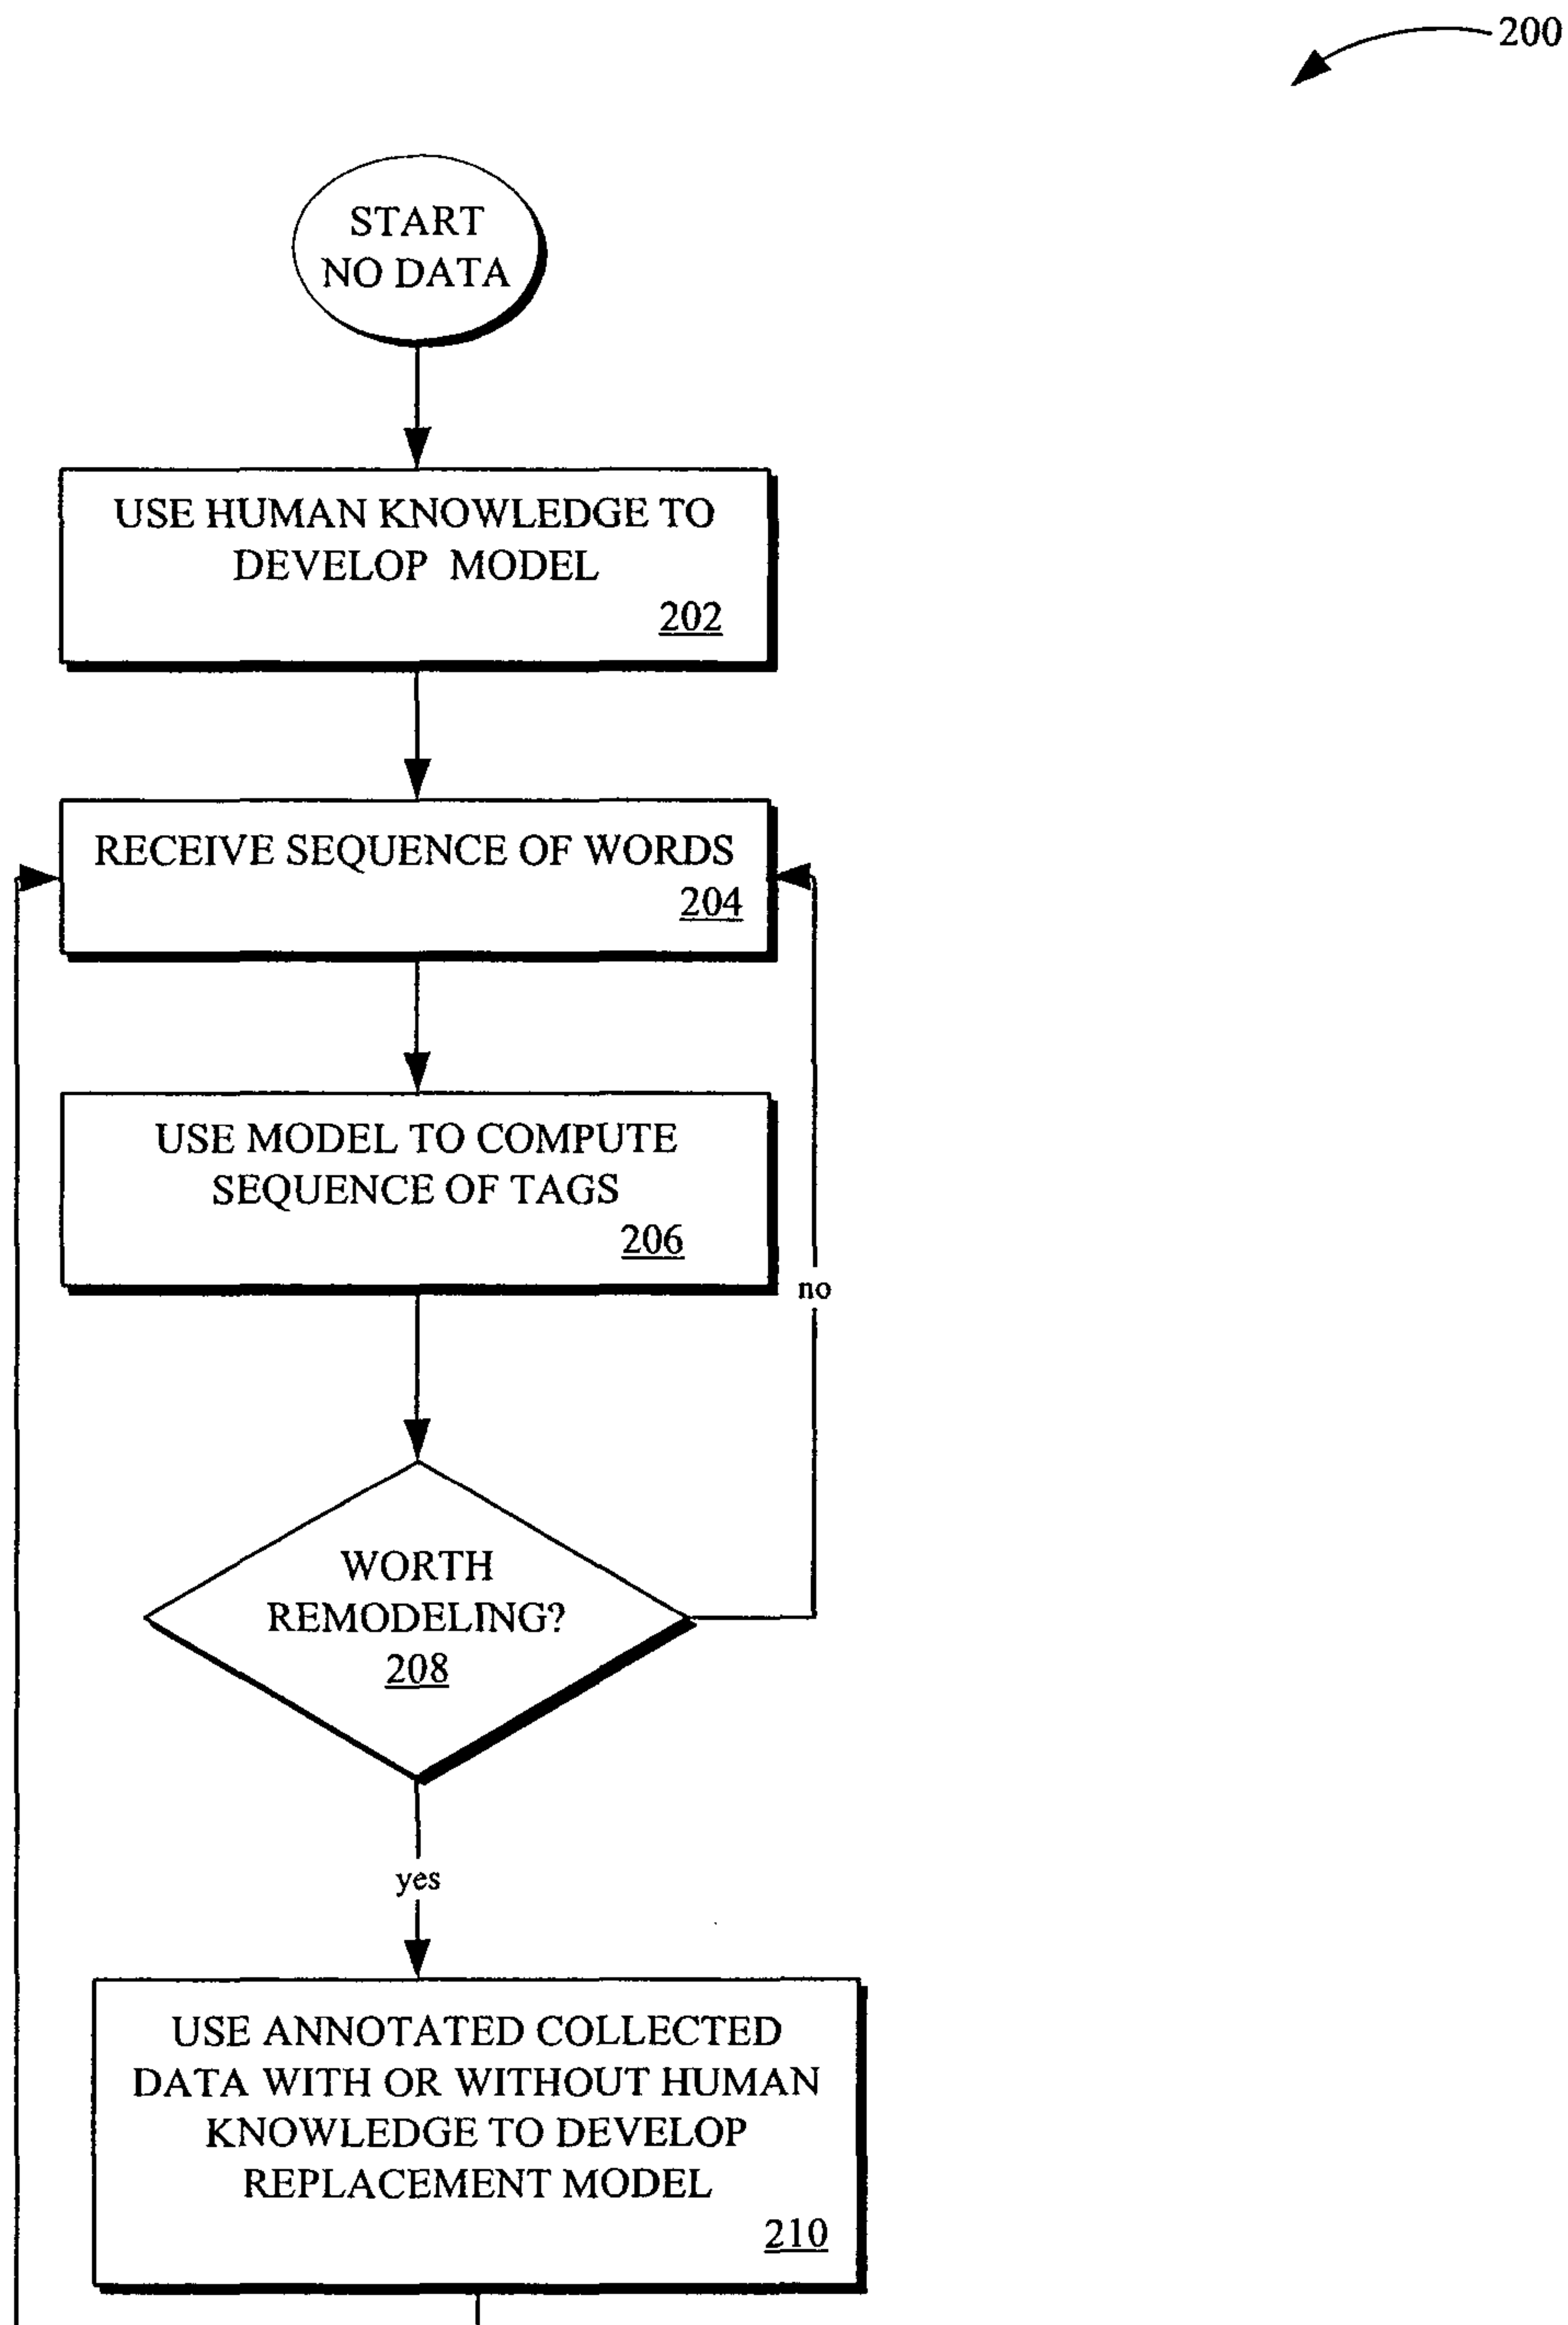 200
START
NO DATA
USE HUMAN KNOWLEDGE TO
DEVELOP MODEL
202
RECEIVE SEQUENCE OF WORDS
204
USE MODEL TO COMPUTE
SEQUENCE OF TAGS
206
no
WORTH
REMODELING?
208
yes
USE ANNOTATED COLLECTED
DATA WITH OR WITHOUT HUMAN
KNOWLEDGE TO DEVELOP
REPLACEMENT MODEL
210